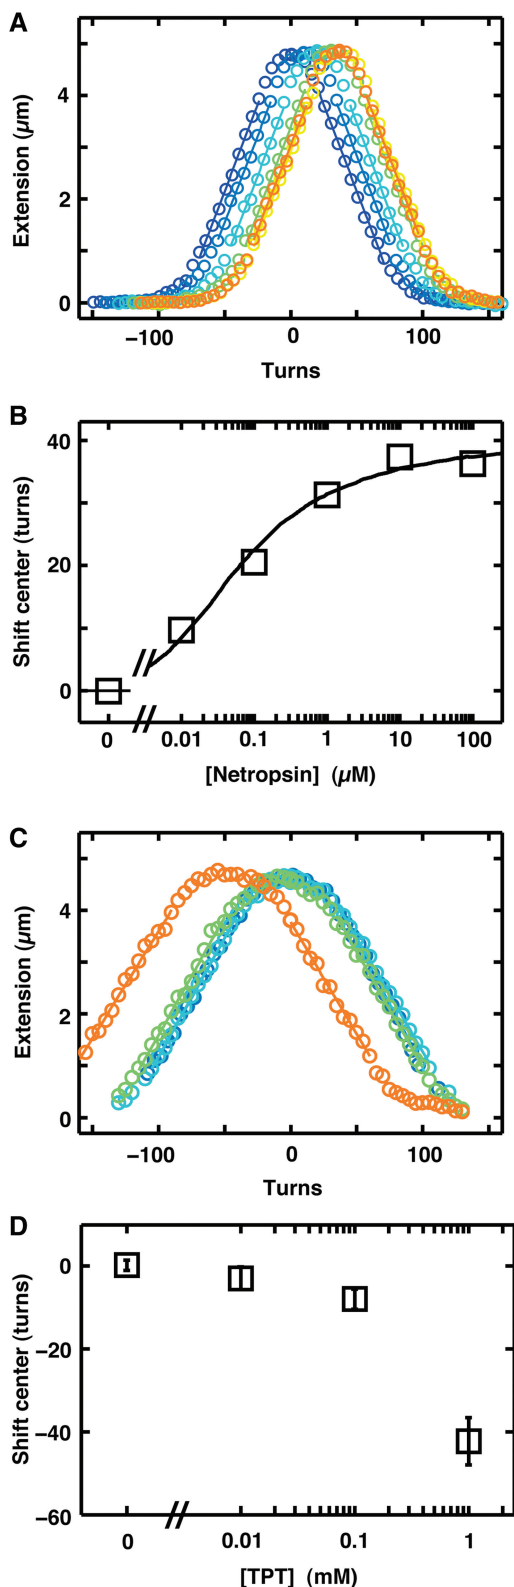 A
Extension (µm)
4
2
0
−100 0 100
Turns
B
Shift center (turns)
40
20
0
0 0.01 0.1 1 10 100
[Netropsin] (µM)
C
Extension (µm)
4
2
0
−100 0 100
Turns
D
Shift center (turns)
0
−20
−40
−60
0 0.01 0.1 1
[TPT] (mM)